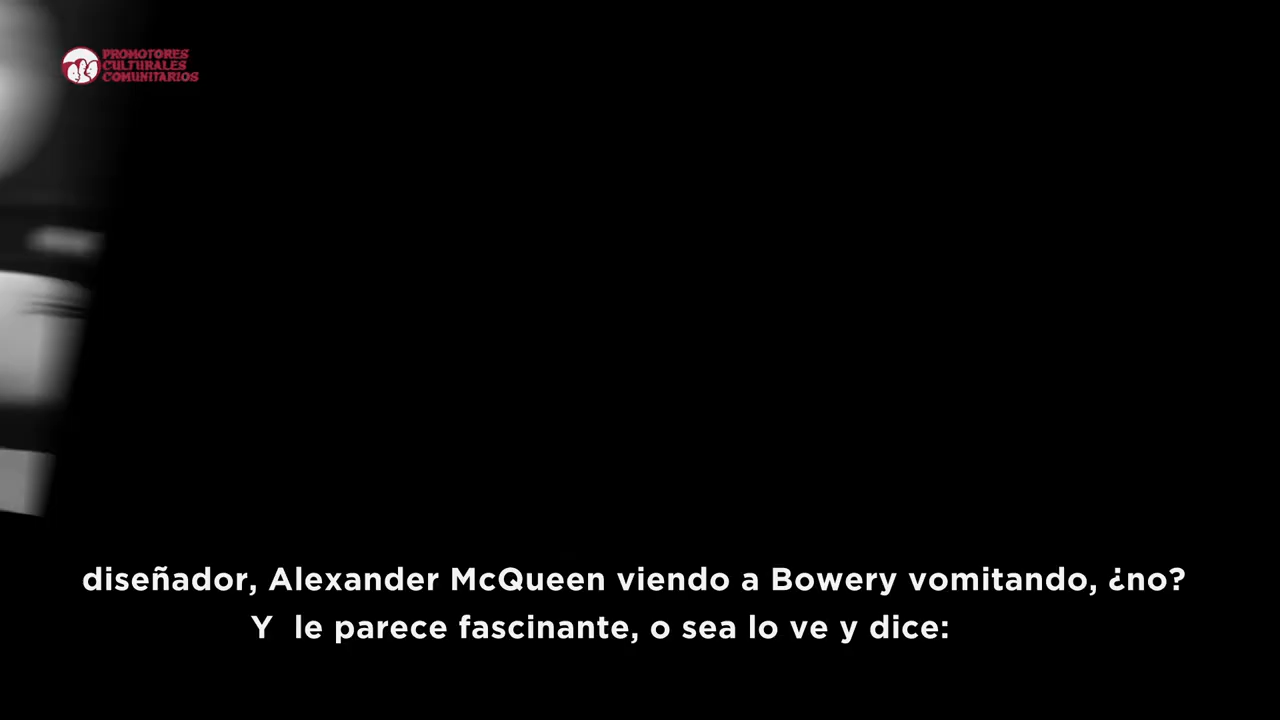 PROMOTORES
CULTURALES
COMUNITARIOS
diseñador, Alexander McQueen viendo a Bowery vomitando, ¿no?
Y le parece fascinante, o sea lo ve y dice: